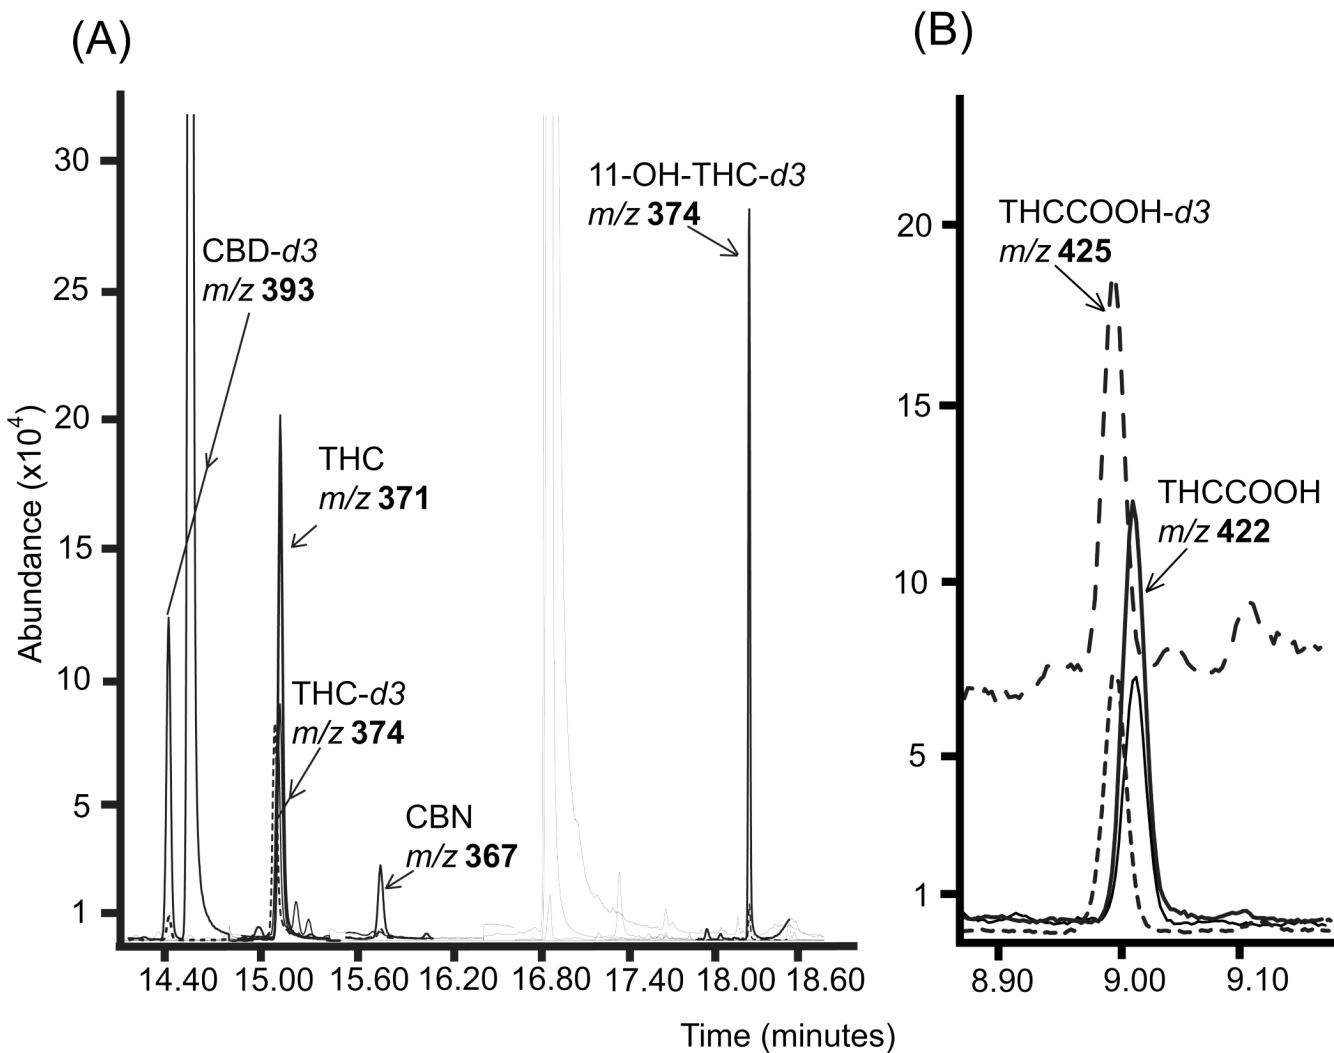 (A)
(B)
Abundance (x10⁴)
30
25
20
15
10
5
1
CBD-d3
m/z 393
THC
m/z 371
THC-d3
m/z 374
CBN
m/z 367
11-OH-THC-d3
m/z 374
14.40 15.00 15.60 16.20 16.80 17.40 18.00 18.60
20
15
10
5
1
THCCOOH-d3
m/z 425
THCCOOH
m/z 422
8.90 9.00 9.10
Time (minutes)